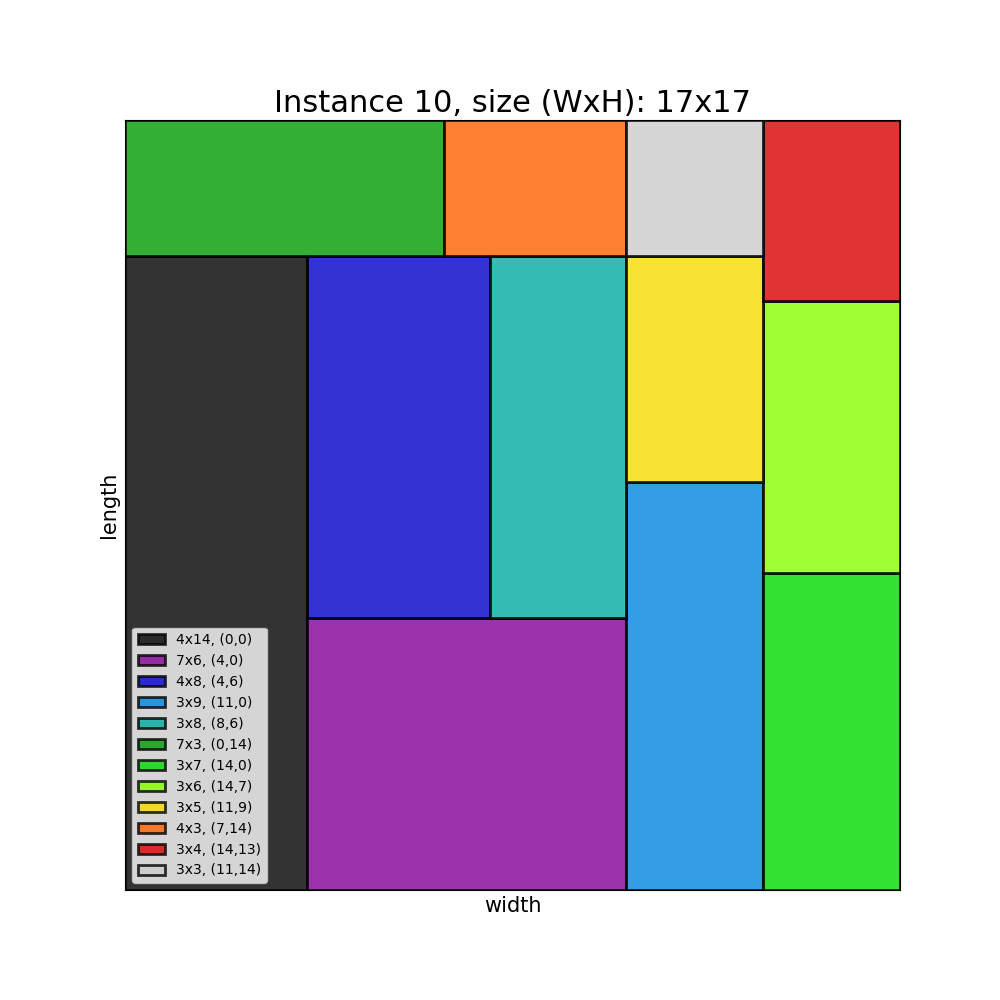 Instance 10, size (WxH): 17x17
length
4x14, (0,0)
7x6, (4,0)
4x8, (4,6)
3x9, (11,0)
3x8, (8,6)
7x3, (0,14)
3x7, (14,0)
3x6, (14,7)
3x5, (11,9)
4x3, (7,14)
3x4, (14,13)
3x3, (11,14)
width